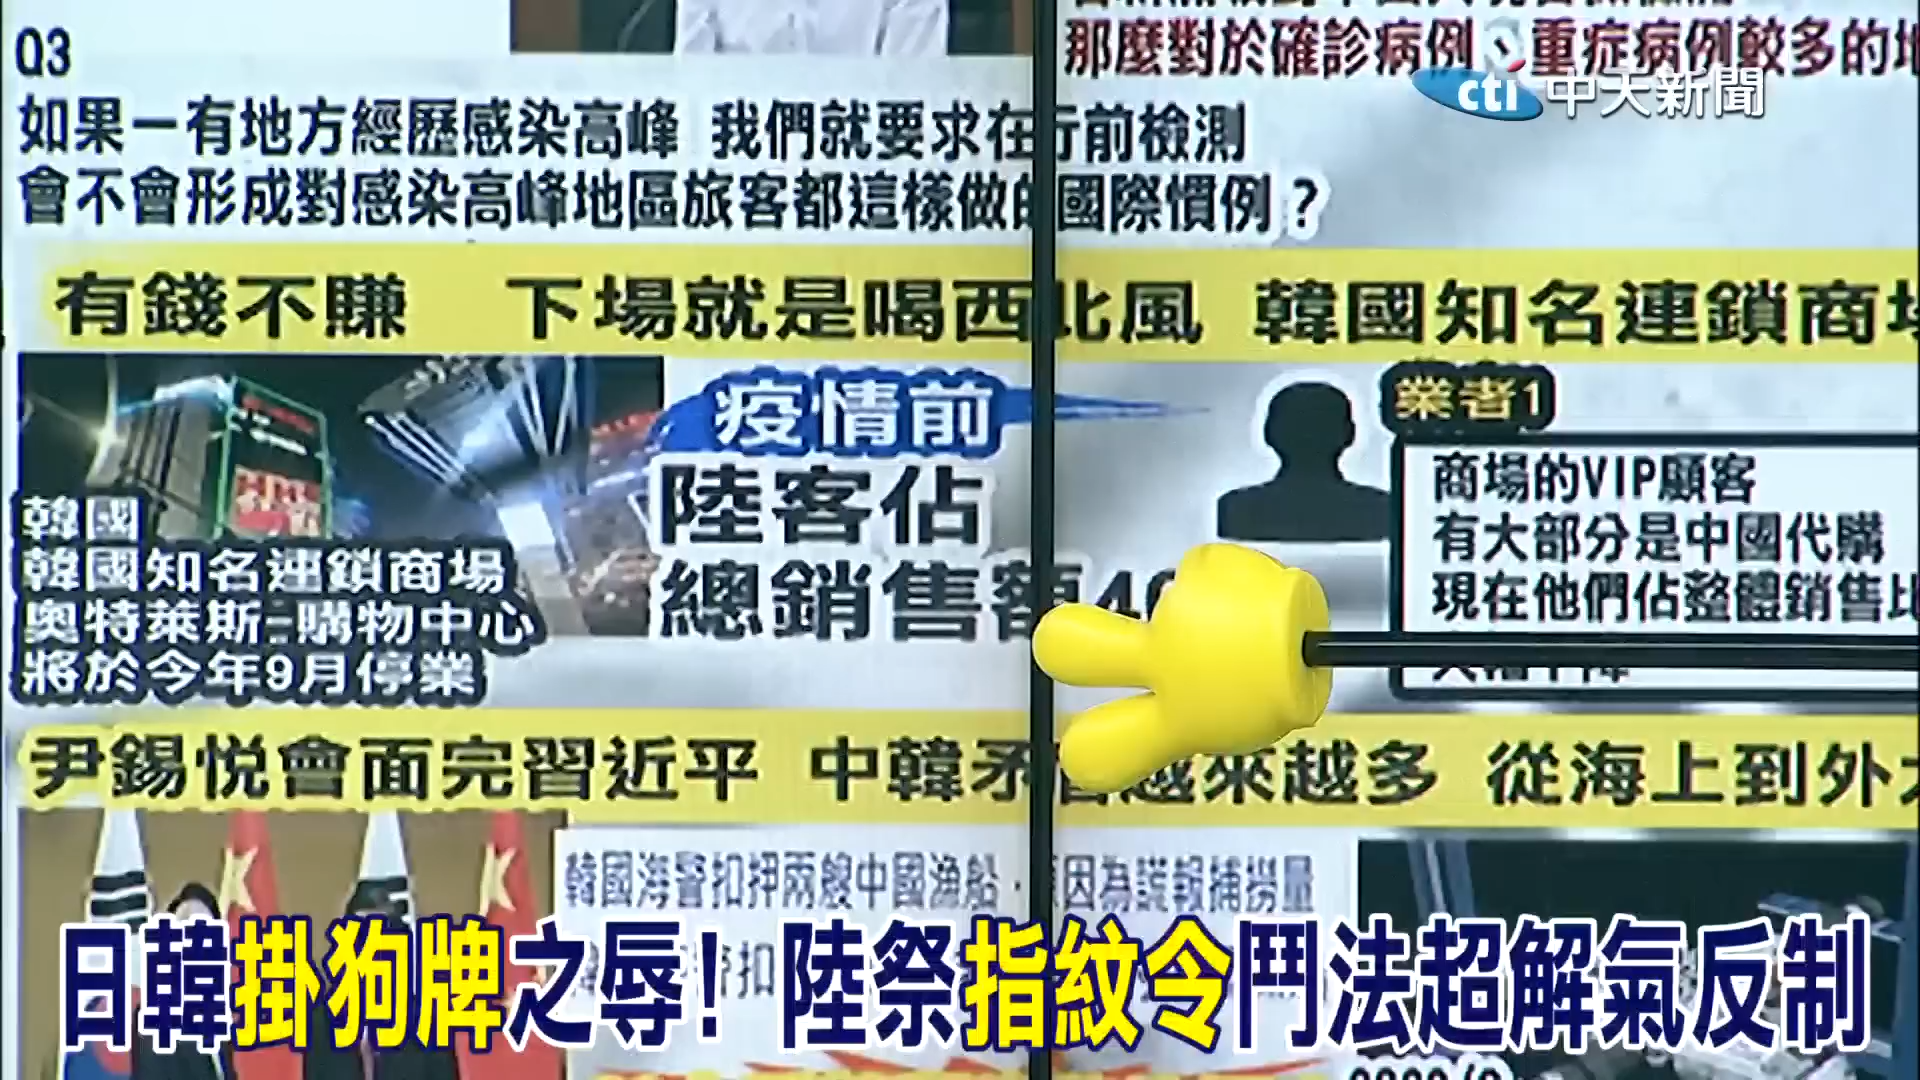 那麼對於確診病例、重症病例較多的
cti 中天新聞
Q3
如果一有地方經歷感染高峰 我們就要求在行前檢測
會不會形成對感染高峰地區旅客都這樣做的國際慣例？
有錢不賺 下場就是喝西北風 韓國知名連鎖商場
疫情前
陸客佔
總銷售額
業者1
商場的VIP顧客
有大部分是中國代購
現在他們佔整體銷售比
韓國
韓國知名連鎖商場
奧特萊斯-購物中心
將於今年9月停業
尹錫悅會面完習近平 中韓矛盾越來越多 從海上到外
韓國海警扣押兩艘中國漁船，原因為謊報捕撈量
日韓掛狗牌之辱！陸祭指紋令鬥法超解氣反制